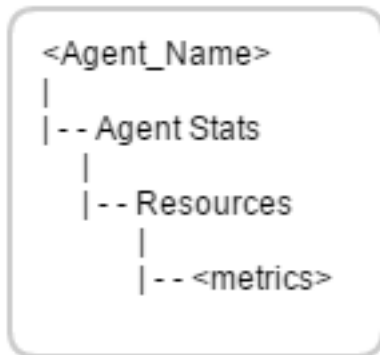 <Agent_Name>
|
|-- Agent Stats
|
|-- Resources
|
|-- <metrics>